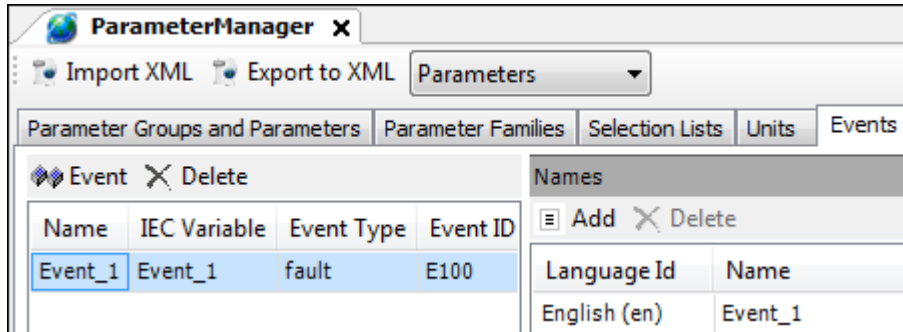 ParameterManager X
Import XML Export to XML Parameters
Parameter Groups and Parameters Parameter Families Selection Lists Units Events
Event Delete
Names
Add Delete
Name IEC Variable Event Type Event ID
Event_1 Event_1 fault E100
Language Id Name
English (en) Event_1